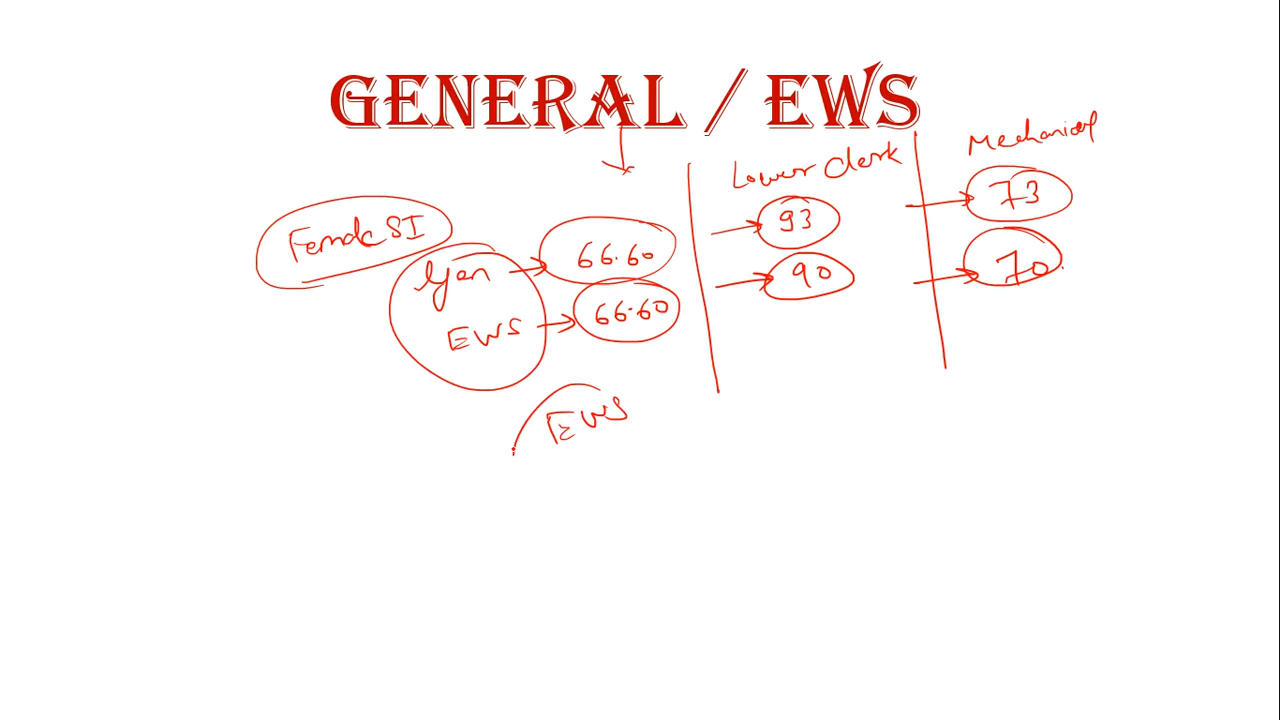 GENERAL / EWS
Mechanical
Lower clerk
73
93
Female SI
66.60
Gen
90
70
66.60
EWS
EWS